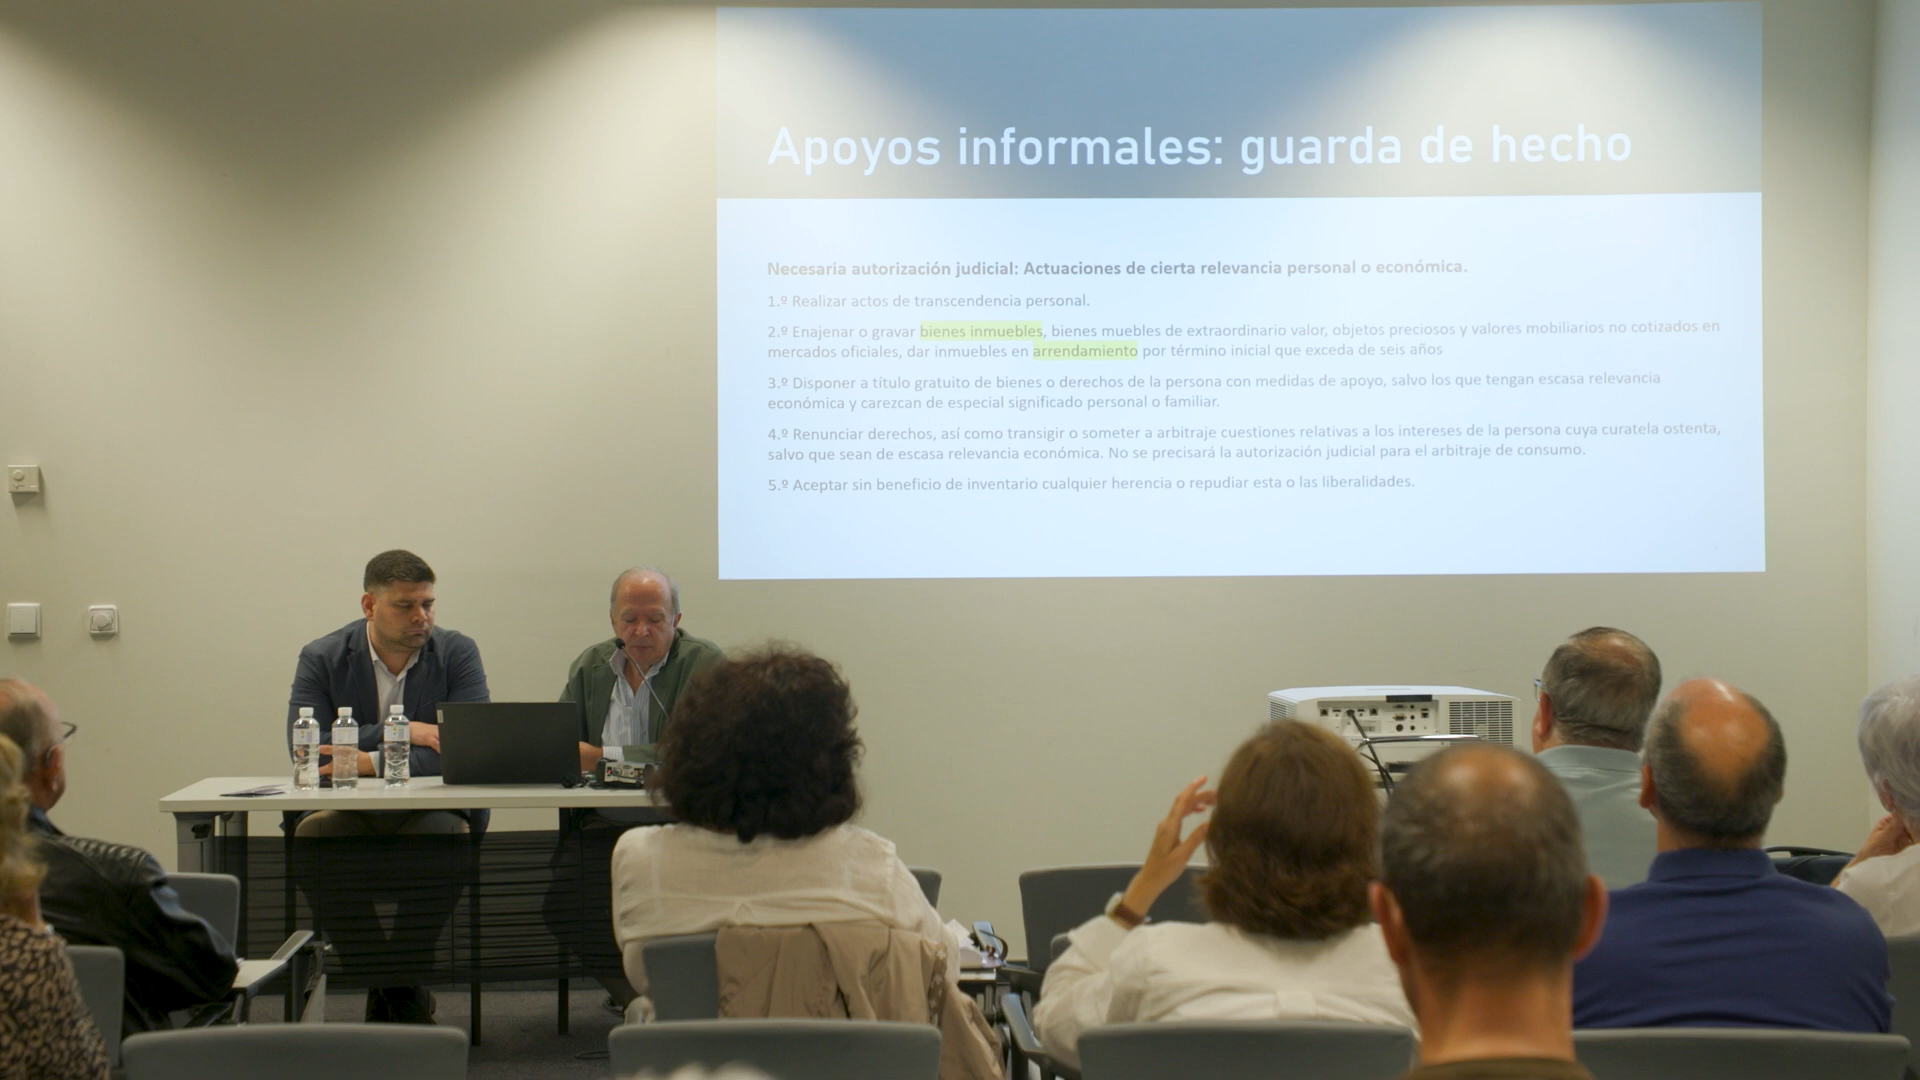 Apoyos informales: guarda de hecho
Necesaria autorización judicial: Actuaciones de cierta relevancia personal o económica.
1.º Realizar actos de transcendencia personal.
2.º Enajenar o gravar bienes inmuebles, bienes muebles de extraordinario valor, objetos preciosos y valores mobiliarios no cotizados en
mercados oficiales, dar inmuebles en arrendamiento por término inicial que exceda de seis años
3.º Disponer a título gratuito de bienes o derechos de la persona con medidas de apoyo, salvo los que tengan escasa relevancia
económica y carezcan de especial significado personal o familiar.
4.º Renunciar derechos, así como transigir o someter a arbitraje cuestiones relativas a los intereses de la persona cuya curatela ostenta,
salvo que sean de escasa relevancia económica. No se precisará la autorización judicial para el arbitraje de consumo.
5.º Aceptar sin beneficio de inventario cualquier herencia o repudiar esta o las liberalidades.